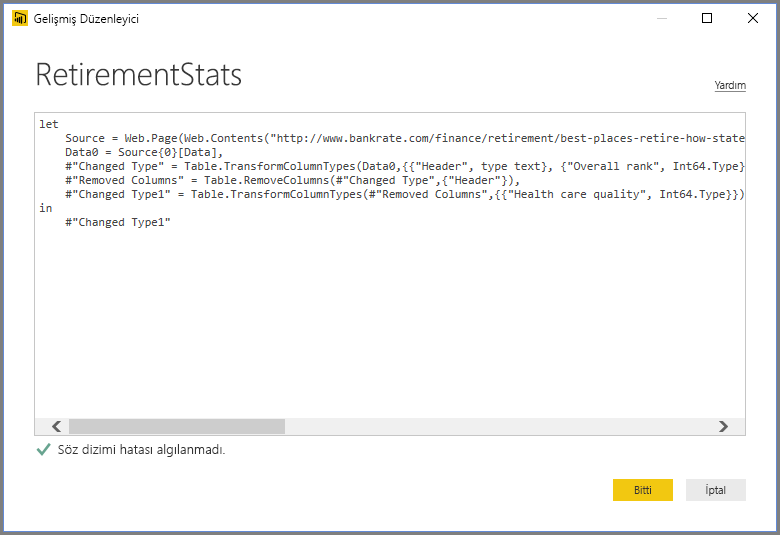 Gelişmiş Düzenleyici
RetirementStats
Yardım
let
Source = Web.Page(Web.Contents("http://www.bankrate.com/finance/retirement/best-places-retire-how-state
Data0 = Source{0}[Data],
#"Changed Type" = Table.TransformColumnTypes(Data0,{{"Header", type text}, {"Overall rank", Int64.Type}
#"Removed Columns" = Table.RemoveColumns(#"Changed Type",{"Header"}),
#"Changed Type1" = Table.TransformColumnTypes(#"Removed Columns",{{"Health care quality", Int64.Type}})
in
#"Changed Type1"
Söz dizimi hatası algılanmadı.
Bitti
İptal